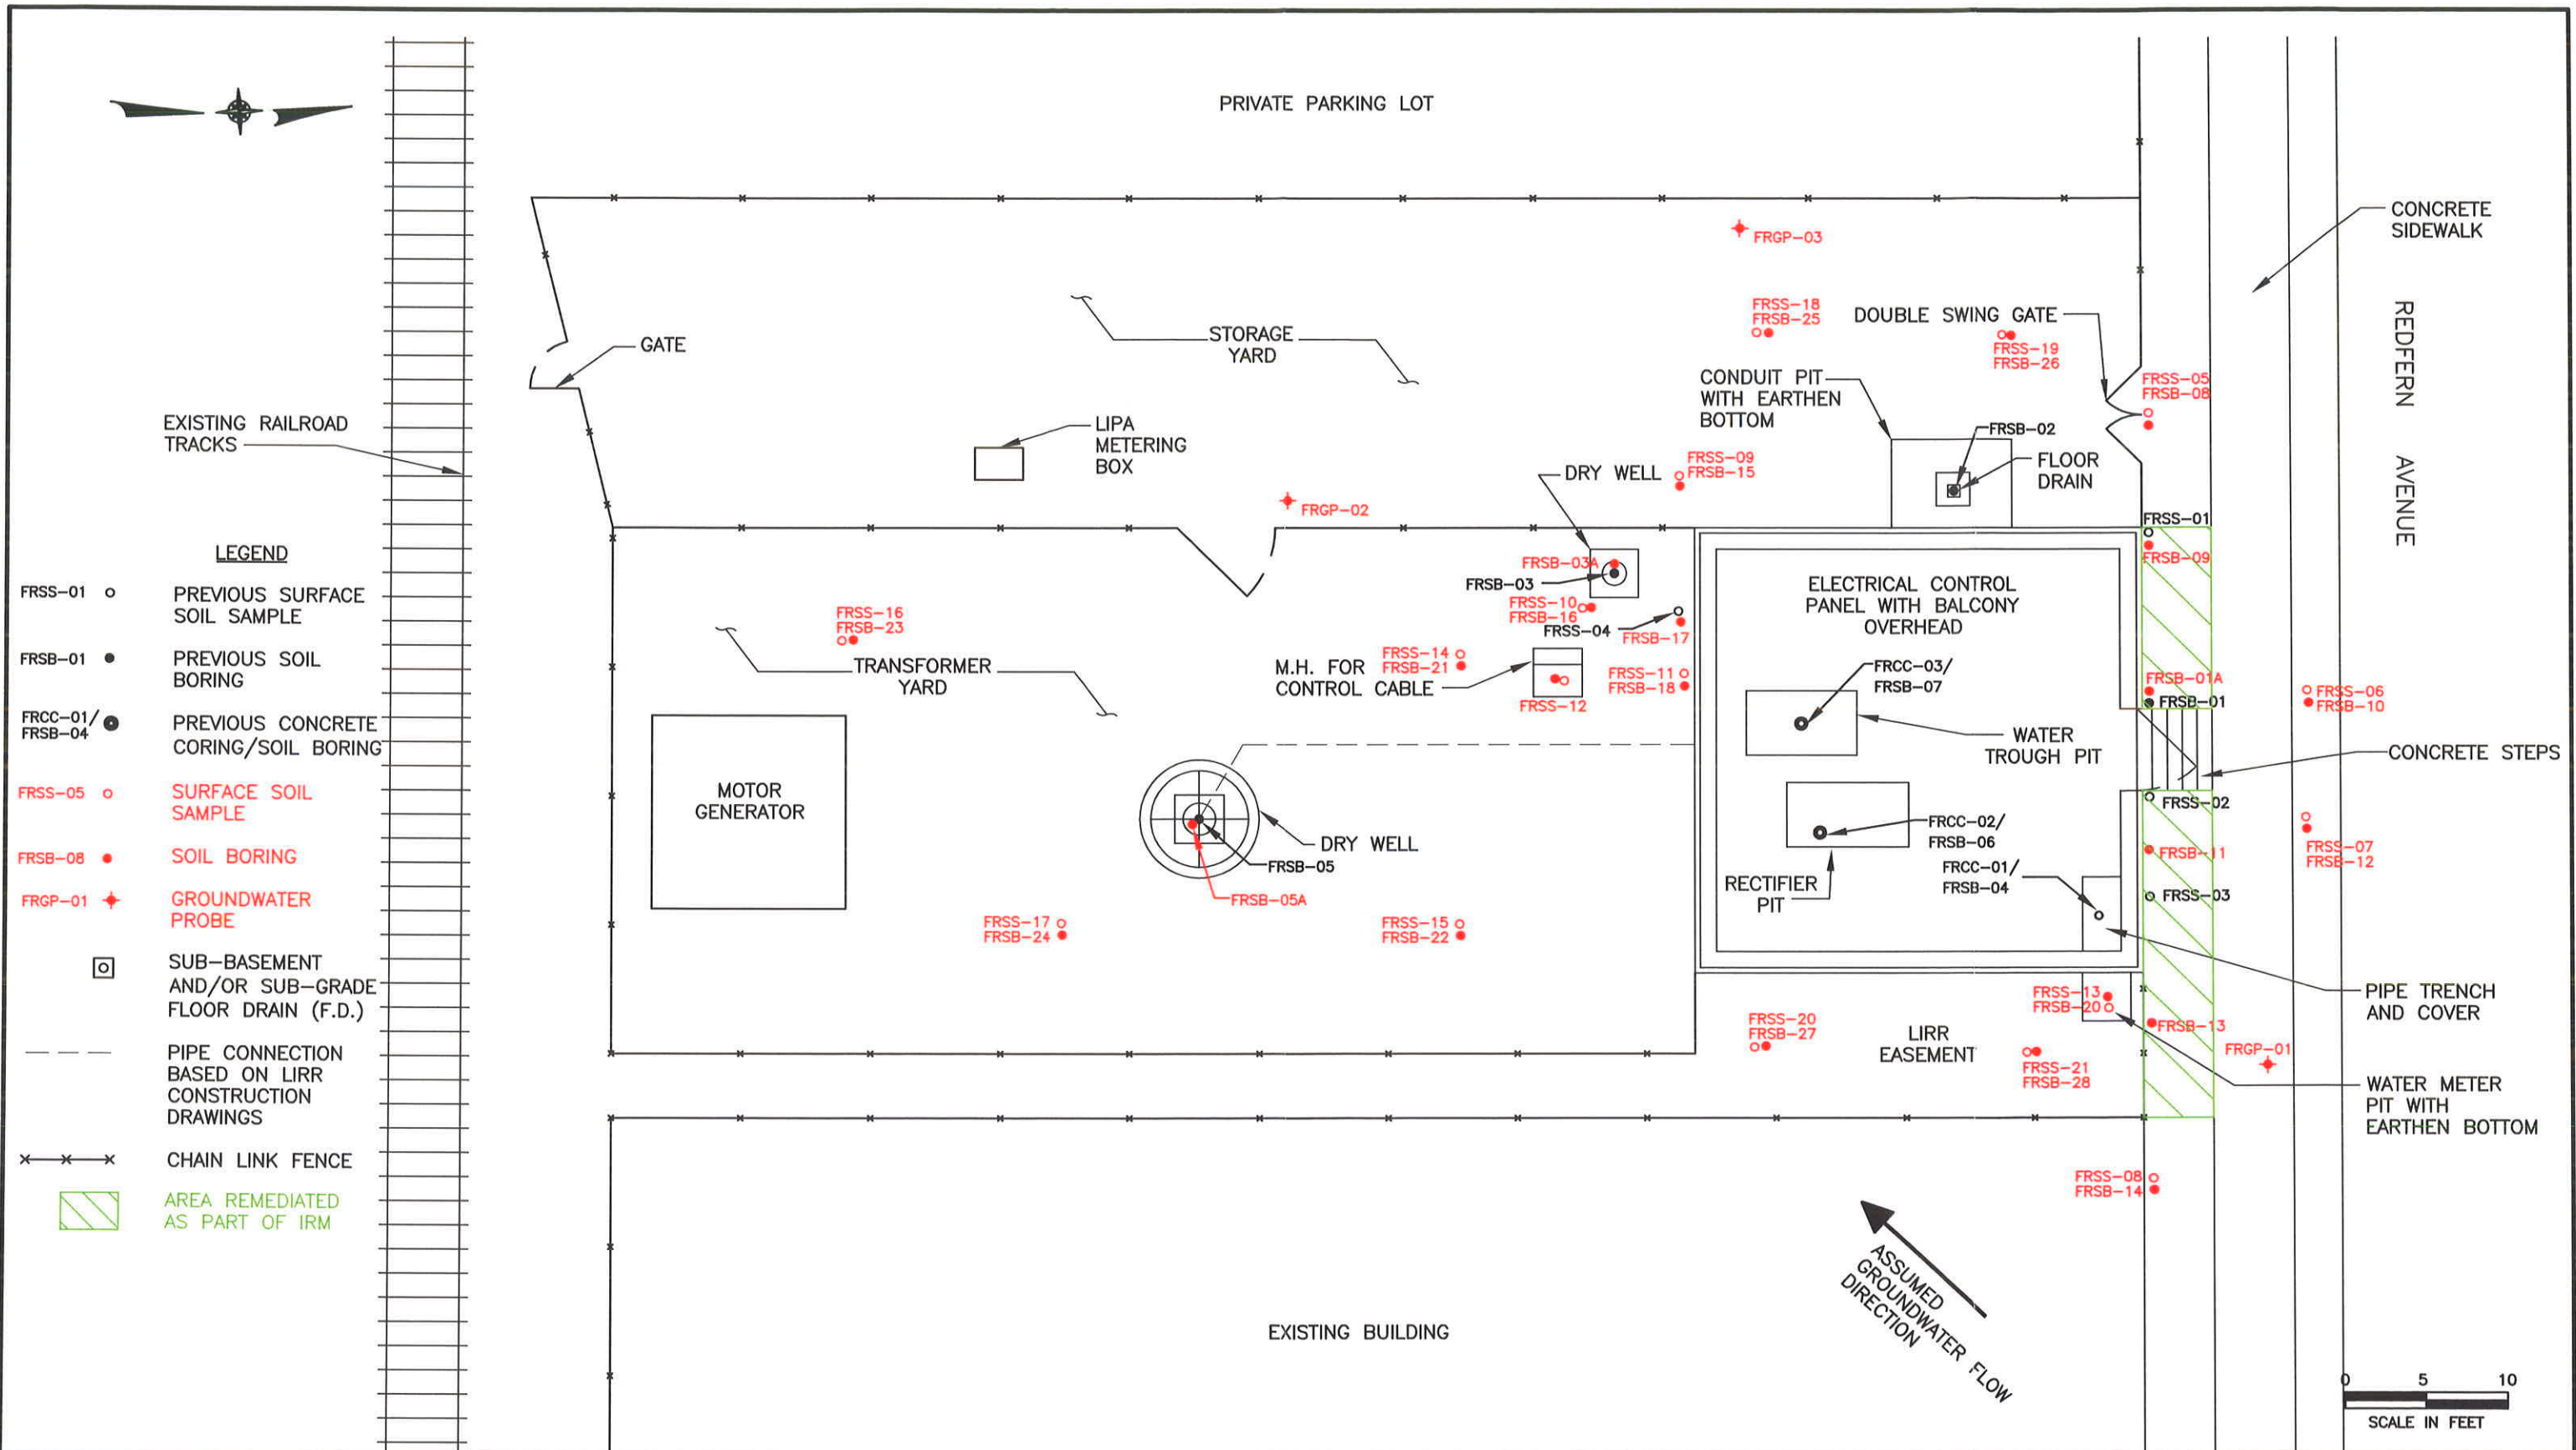 PRIVATE PARKING LOT
CONCRETE
SIDEWALK
REDFERN AVENUE
FRGP-03
FRSS-18
FRSB-25
DOUBLE SWING GATE
FRSS-19
FRSB-26
STORAGE
YARD
GATE
CONDUIT PIT
WITH EARTHEN
BOTTOM
FRSS-05
FRSB-08
EXISTING RAILROAD
TRACKS
LIPA
METERING
BOX
FRSB-02
FLOOR
DRAIN
DRY WELL
FRSS-09
FRSB-15
FRGP-02
FRSS-01
FRSB-09
LEGEND
FRSS-01
PREVIOUS SURFACE
SOIL SAMPLE
FRSB-01
PREVIOUS SOIL
BORING
FRCC-01/
FRSB-04
PREVIOUS CONCRETE
CORING/SOIL BORING
FRSS-05
SURFACE SOIL
SAMPLE
FRSB-08
SOIL BORING
FRGP-01
GROUNDWATER
PROBE
SUB-BASEMENT
AND/OR SUB-GRADE
FLOOR DRAIN (F.D.)
PIPE CONNECTION
BASED ON LIRR
CONSTRUCTION
DRAWINGS
CHAIN LINK FENCE
AREA REMEDIATED
AS PART OF IRM
FRSB-03A
FRSB-03
FRSS-10
FRSB-16
FRSS-04
FRSB-17
ELECTRICAL CONTROL
PANEL WITH BALCONY
OVERHEAD
FRSS-16
FRSB-23
TRANSFORMER
YARD
M.H. FOR
CONTROL CABLE
FRSS-14
FRSB-21
FRSS-11
FRSB-18
FRSS-12
FRCC-03/
FRSB-07
FRSB-01A
FRSB-01
FRSS-06
FRSB-10
WATER
TROUGH PIT
CONCRETE STEPS
MOTOR
GENERATOR
DRY WELL
FRSB-05
FRSB-05A
FRCC-02/
FRSB-06
FRCC-01/
FRSB-04
RECTIFIER
PIT
FRSS-02
FRSB-11
FRSS-03
FRSS-07
FRSB-12
FRSS-17
FRSB-24
FRSS-15
FRSB-22
FRSS-13
FRSB-20
FRSB-13
PIPE TRENCH
AND COVER
FRSS-20
FRSB-27
LIRR
EASEMENT
FRSS-21
FRSB-28
FRGP-01
WATER METER
PIT WITH
EARTHEN BOTTOM
FRSS-08
FRSB-14
ASSUMED
GROUNDWATER FLOW
DIRECTION
EXISTING BUILDING
0 5 10
SCALE IN FEET